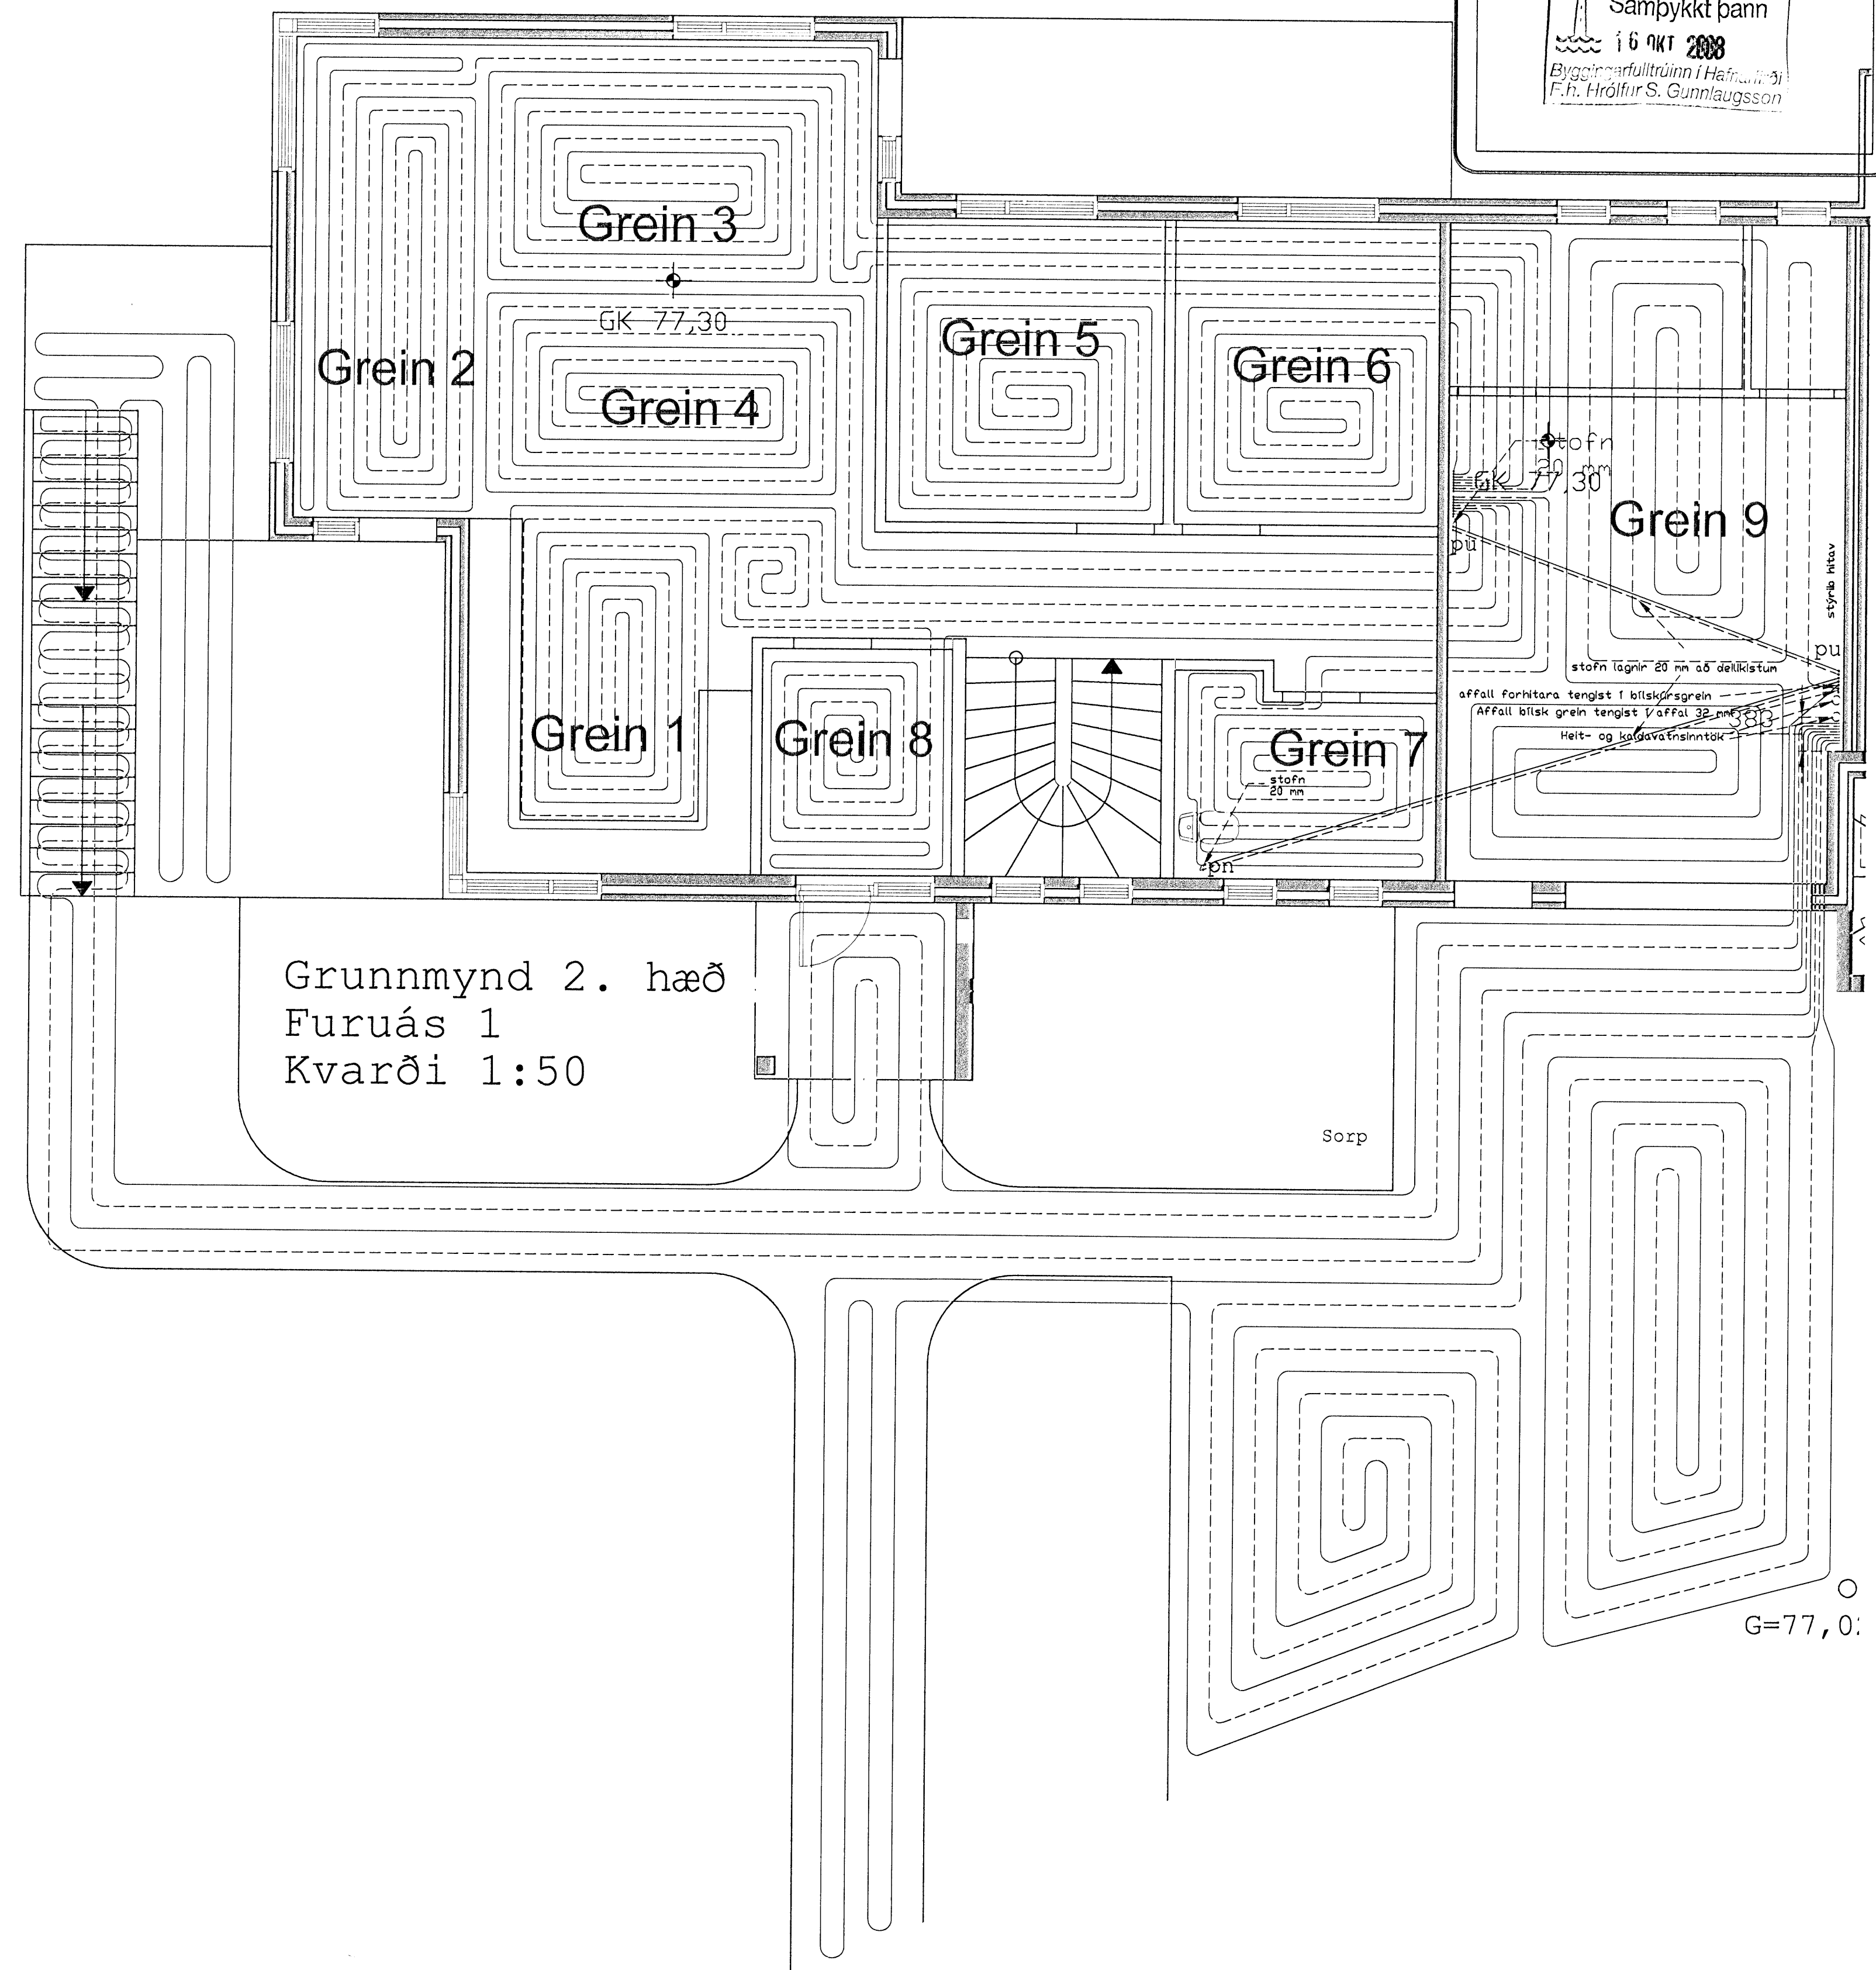 Samþykkt þann
16 OKT 2008
Byggingarfulltrúinn í Hafnarfirði
F.h. Hrólfur S. Gunnlaugsson
Grein 3
GK 77,30
Grein 2
Grein 4
Grein 5
Grein 6
stofn
20 mm
GK 77,30
Grein 9
pu
pu
stofn lagnir 20 mm að deilikistum
affall forhitara tengist í bílskúrsgrein
Affall bílsk grein tengist í affal 32 mm
383
Heit- og kaldavatnsinntök
Grein 1
Grein 8
Grein 7
stofn
20 mm
pn
Grunnmynd 2. hæð
Furuás 1
Kvarði 1:50
Sorp